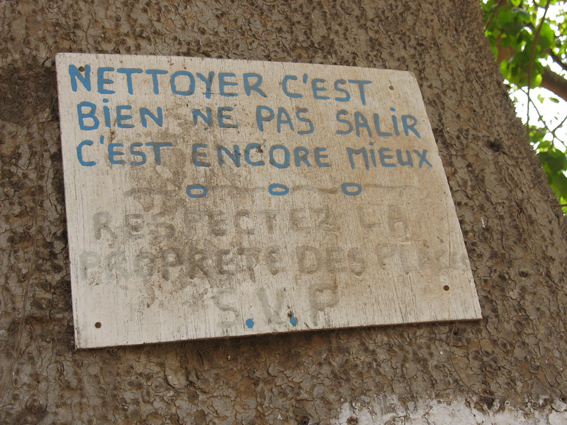 NETTOYER C'EST
BIEN NE PAS SALIR
C'EST ENCORE MIEUX
RESPECTEZ LA
PROPRETE DES
S.V.P